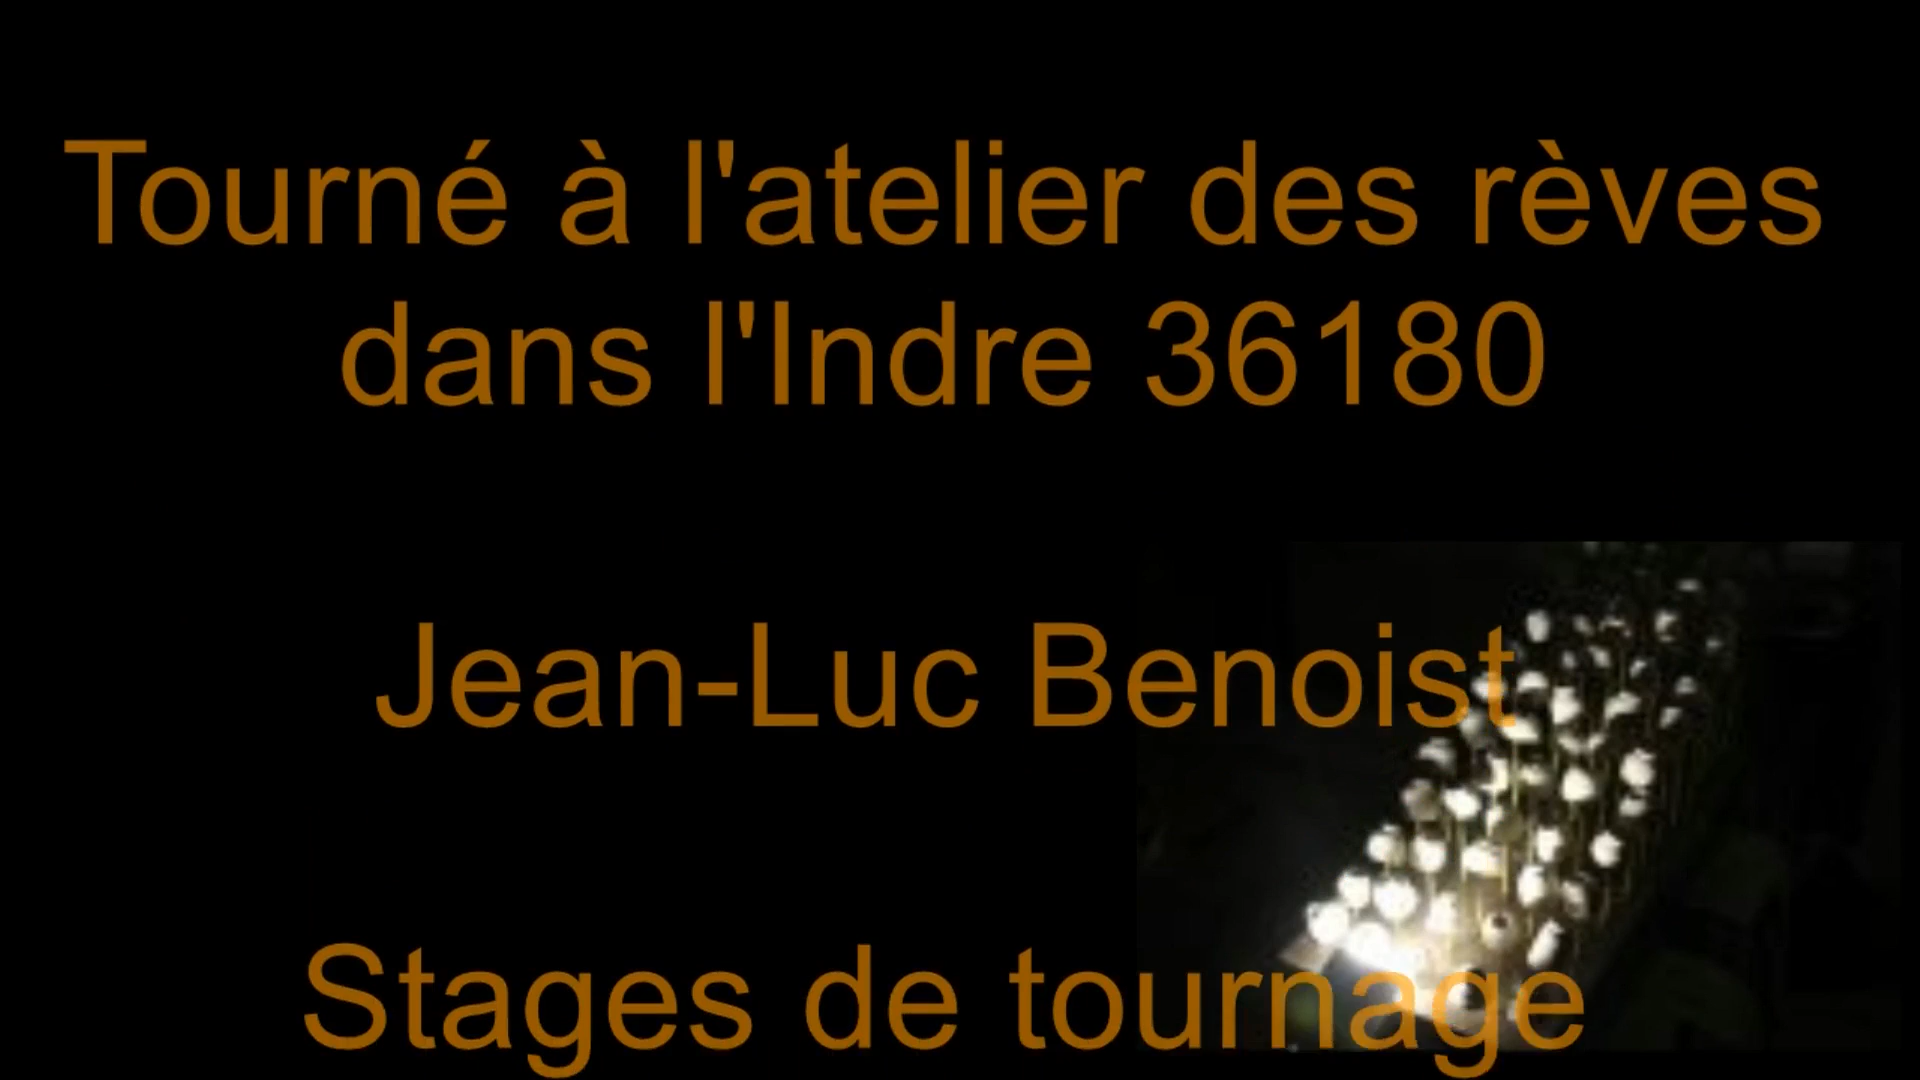 Tourné à l'atelier des rèves
dans l'Indre 36180
Jean-Luc Benoist
Stages de tournage